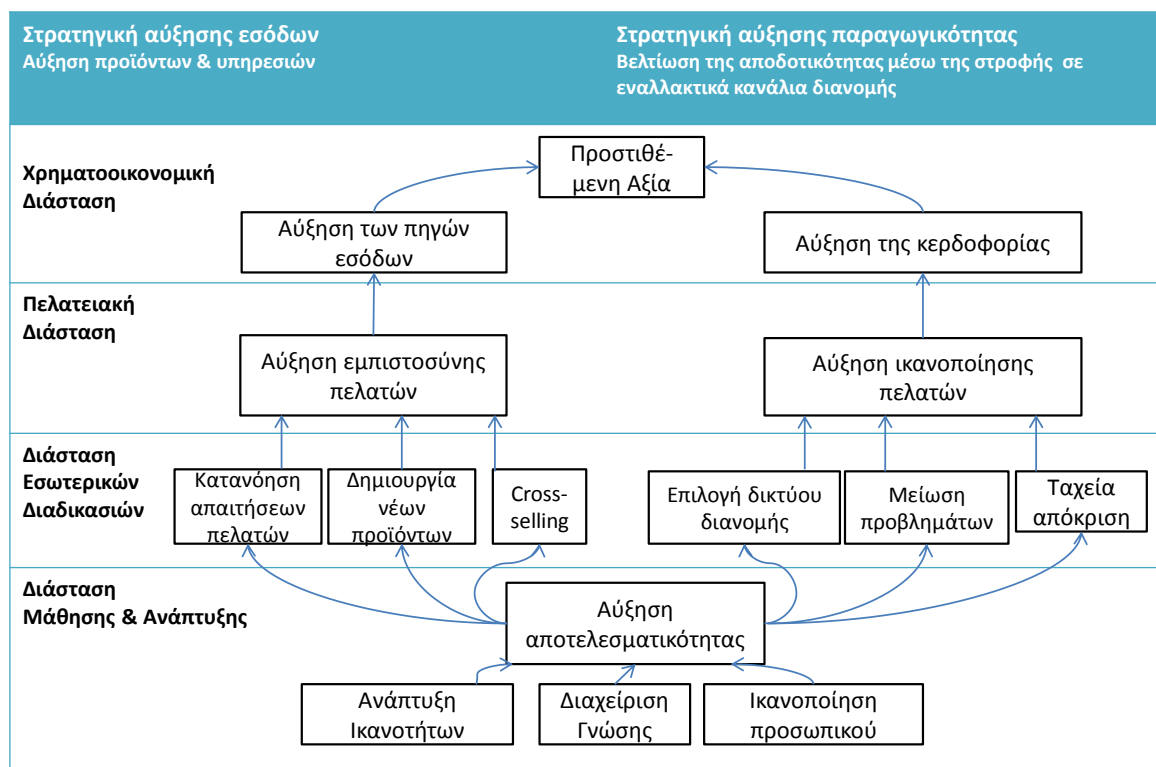 Στρατηγική αύξησης εσόδων
Αύξηση προϊόντων & υπηρεσιών
Στρατηγική αύξησης παραγωγικότητας
Βελτίωση της αποδοτικότητας μέσω της στροφής σε
εναλλακτικά κανάλια διανομής
Χρηματοοικονομική
Διάσταση
Προστιθέ-
μενη Αξία
Αύξηση των πηγών
εσόδων
Αύξηση της κερδοφορίας
Πελατειακή
Διάσταση
Αύξηση εμπιστοσύνης
πελατών
Αύξηση ικανοποίησης
πελατών
Διάσταση
Εσωτερικών
Διαδικασιών
Κατανόηση
απαιτήσεων
πελατών
Δημιουργία
νέων
προϊόντων
Cross-
selling
Επιλογή δικτύου
διανομής
Μείωση
προβλημάτων
Ταχεία
απόκριση
Διάσταση
Μάθησης & Ανάπτυξης
Αύξηση
αποτελεσματικότητας
Ανάπτυξη
Ικανοτήτων
Διαχείριση
Γνώσης
Ικανοποίηση
προσωπικού